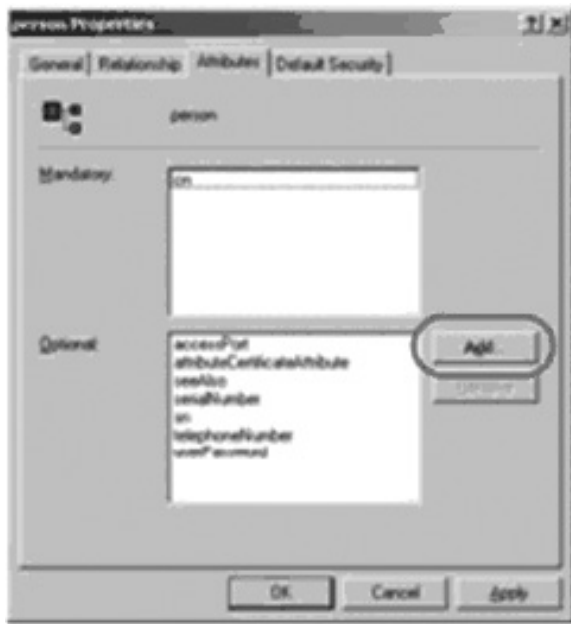 person Properties
General Relationship Attributes Default Security
person
Mandatory:
cn
Optional:
accessPort
attributeCertificateAttribute
seeAlso
serialNumber
sn
telephoneNumber
userPassword
Add...
Remove
OK Cancel Apply